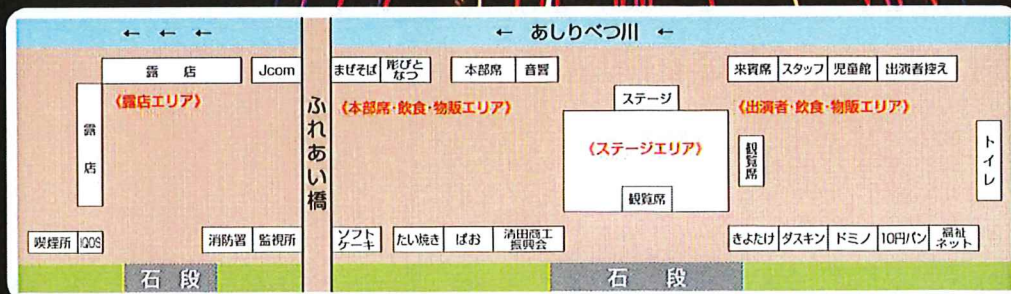 ← ← ←
← あしりべつ川 ←
露 店
Jcom
まぜそば
彫びと
なつ
本部席
音響
来賓席
スタッフ
児童館
出演者控え
《露店エリア》
ふれあい橋
《本部席・飲食・物販エリア》
ステージ
《出演者・飲食・物販エリア》
露店
《ステージエリア》
観覧席
トイレ
観覧席
喫煙所
IQOS
消防署
監視所
ソフト
ケーキ
たい焼き
ぱお
清田商工
振興会
きよたけ
ダスキン
ドミノ
10円パン
福祉
ネット
石 段
石 段